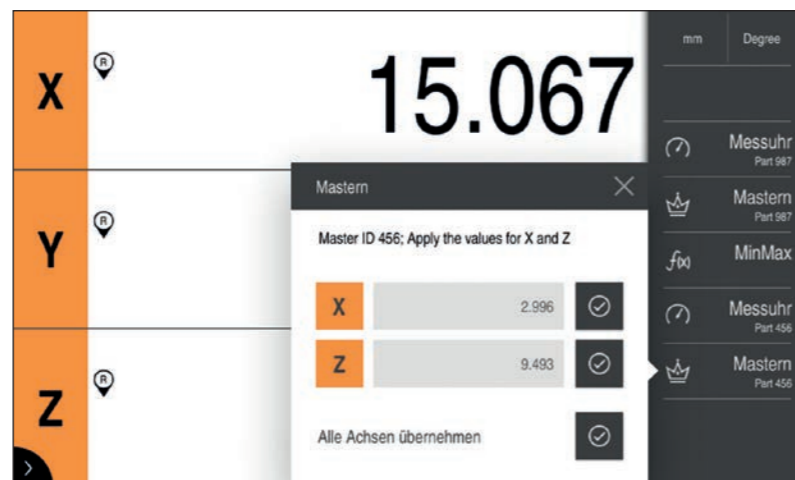 mm Degree
X R 15.067
Messuhr
Part 987
Mastern
Mastern
Part 987
Y R
Master ID 456; Apply the values for X and Z
f(x) MinMax
X 2.996
Messuhr
Part 456
Z 9.493
Mastern
Part 456
Z R
Alle Achsen übernehmen